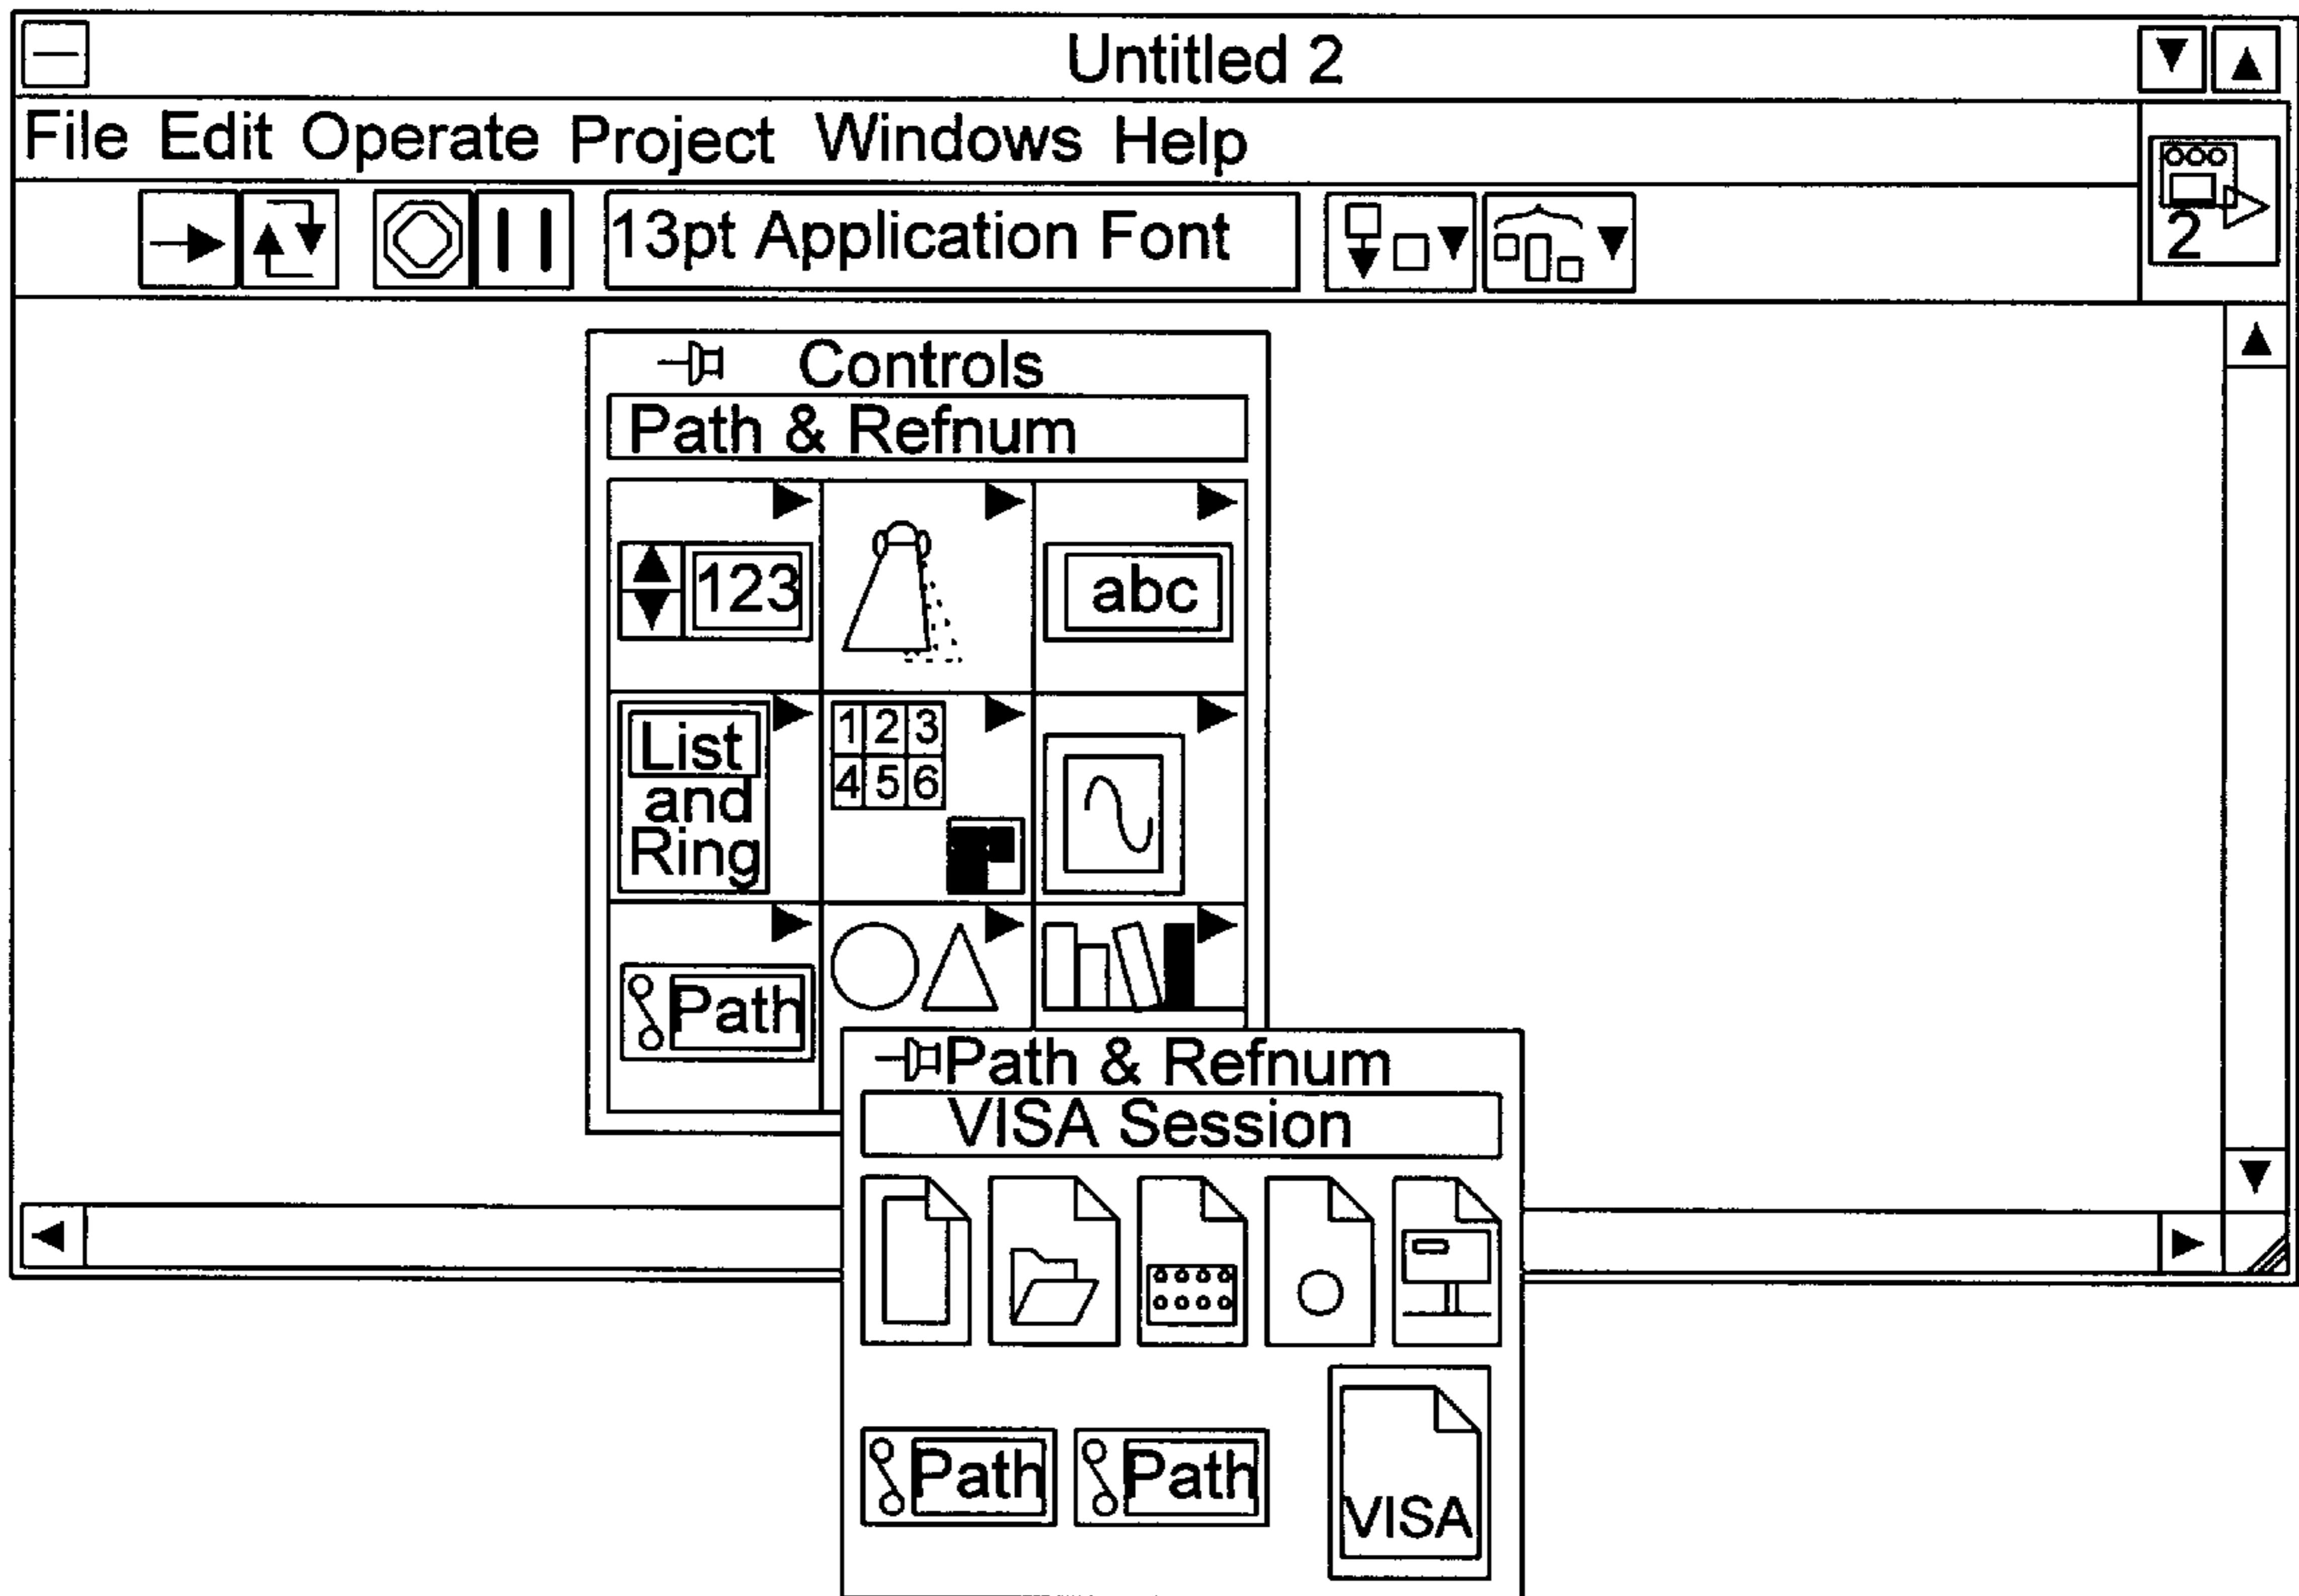 Untitled 2
File Edit Operate Project Windows Help
2
13pt Application Font
Controls
Path & Refnum
123
abc
List
and
Ring
1 2 3
4 5 6
Path
Path & Refnum
VISA Session
Path
Path
VISA